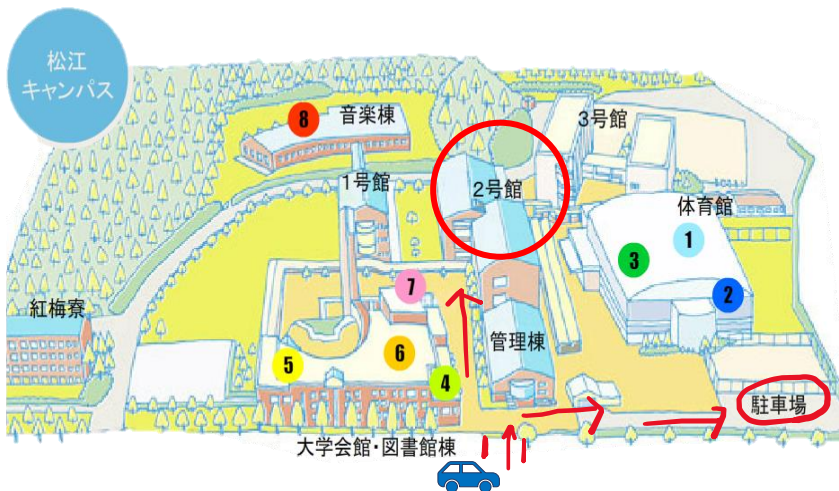 松江
キャンパス
8
音楽棟
3号館
1号館
2号館
体育館
1
3
2
7
紅梅寮
管理棟
5
6
4
駐車場
大学会館・図書館棟